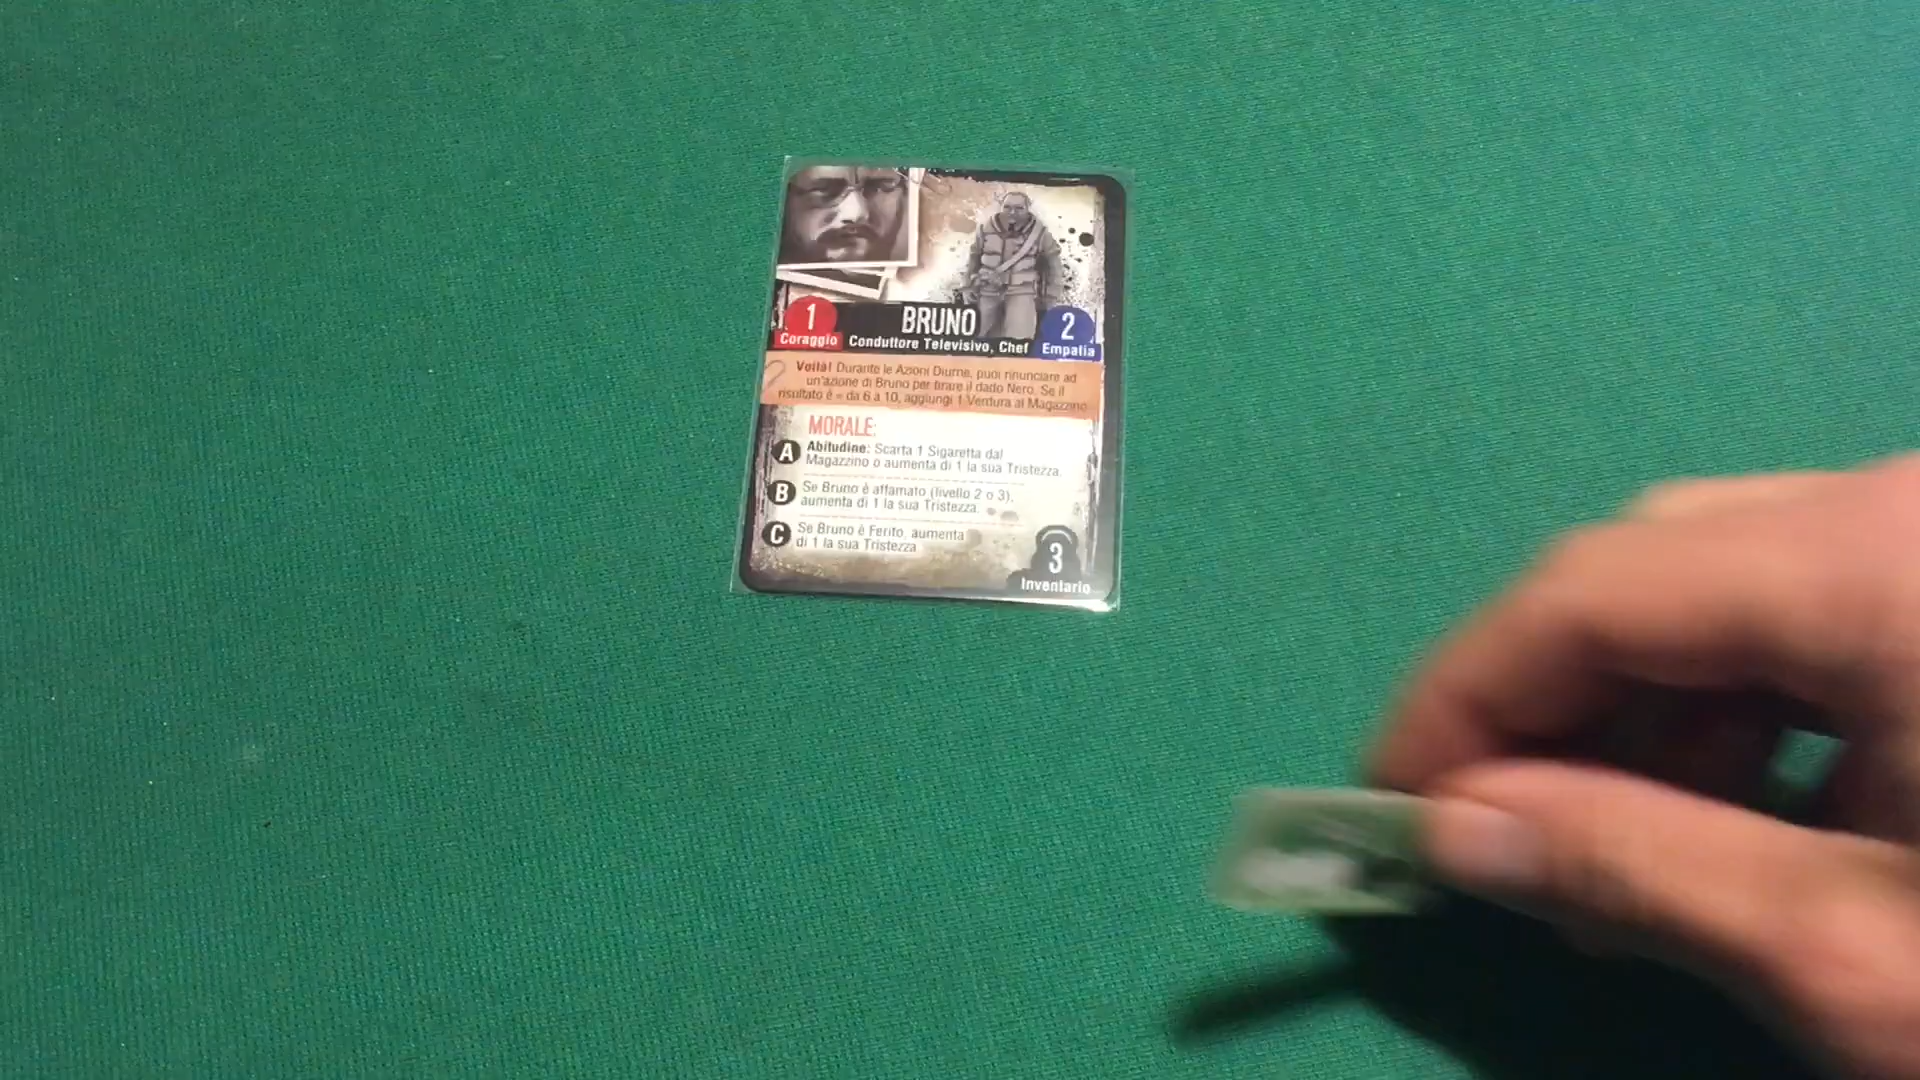 BRUNO
1
Coraggio
Conduttore Televisivo, Chef
2
Empatia
Voilà! Durante le Azioni Diurne, puoi rinunciare ad
un'azione di Bruno per tirare il dado Nero. Se il
risultato é = da 6 a 10, aggiungi 1 Verdura al Magazzino
MORALE:
A
Abitudine: Scarta 1 Sigaretta dal
Magazzino o aumenta di 1 la sua Tristezza.
B
Se Bruno è affamato (livello 2 o 3),
aumenta di 1 la sua Tristezza.
C
Se Bruno è Ferito, aumenta
di 1 la sua Tristezza
3
Inventario